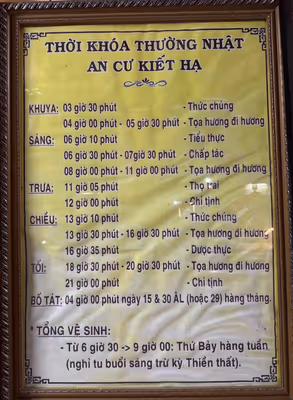 THỜI KHÓA THƯỜNG NHẬT
AN CƯ KIẾT HẠ
KHUYA: 03 giờ 30 phút - Thức chúng
04 giờ 00 phút - 05 giờ 30 phút - Tọa hương đi hương
SÁNG: 06 giờ 10 phút - Tiểu thực
06 giờ 30 phút - 07giờ 30 phút - Chấp tác
08 giờ 00 phút - 11 giờ 00 phút - Tọa hương đi hương
TRƯA: 11 giờ 05 phút - Thọ trai
12 giờ 00 phút - Chỉ tịnh
CHIỀU: 13 giờ 10 phút - Thức chúng
13 giờ 30 phút - 16 giờ 30 phút - Tọa hương đi hương
16 giờ 35 phút - Dược thực
TỐI: 18 giờ 30 phút - 20 giờ 30 phút - Tọa hương đi hương
21 giờ 00 phút - Chỉ tịnh
BỐ TÁT: 04 giờ 00 phút ngày 15 & 30 ÂL (hoặc 29) hàng tháng.
* TỔNG VỆ SINH:
- Từ 6 giờ 30 -> 9 giờ 00: Thứ Bảy hàng tuần
(nghỉ tu buổi sáng trừ kỳ Thiền thất).